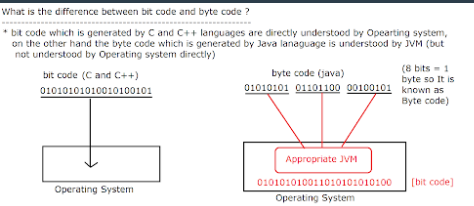 What is the difference between bit code and byte code ?
* bit code which is generated by C and C++ languages are directly understood by Opearting system,
on the other hand the byte code which is generated by Java lanaguage is understood by JVM (but
not understood by Operating system directly)
bit code (C and C++)
01010101010010100101
Operating System
byte code (java)
01010101 01101100 00100101
(8 bits = 1
byte so It is
known as
Byte code)
Appropriate JVM
010101010011010101010100
[bit code]
Operating System